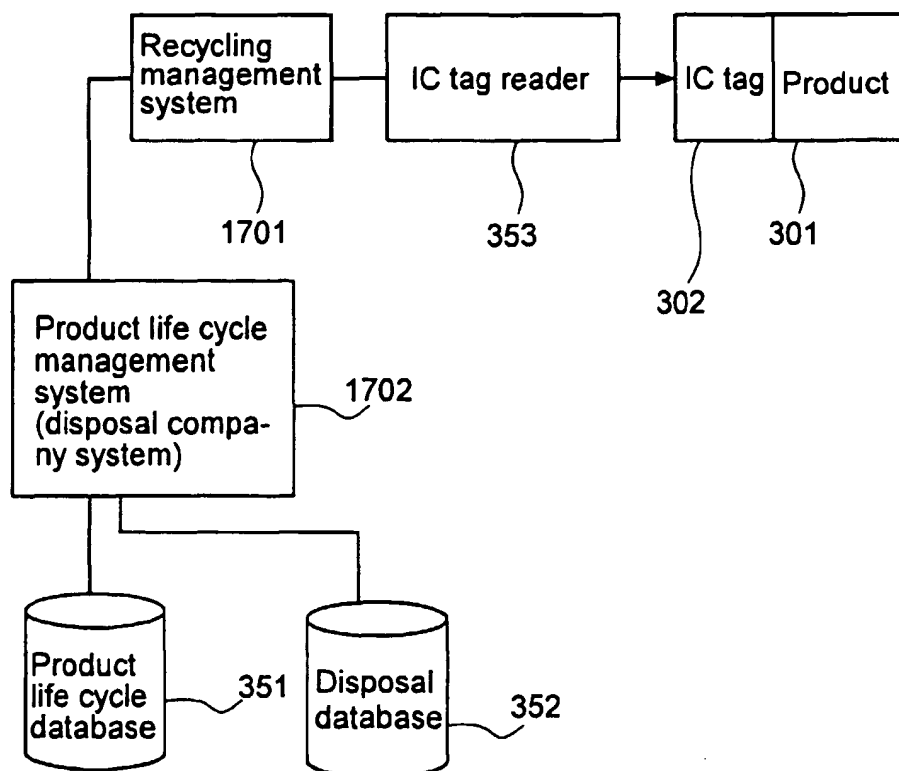 Recycling
management
system
IC tag reader
IC tag
Product
1701
353
302
301
Product life cycle
management
system
(disposal compa-
ny system)
1702
Product
life cycle
database
351
Disposal
database
352